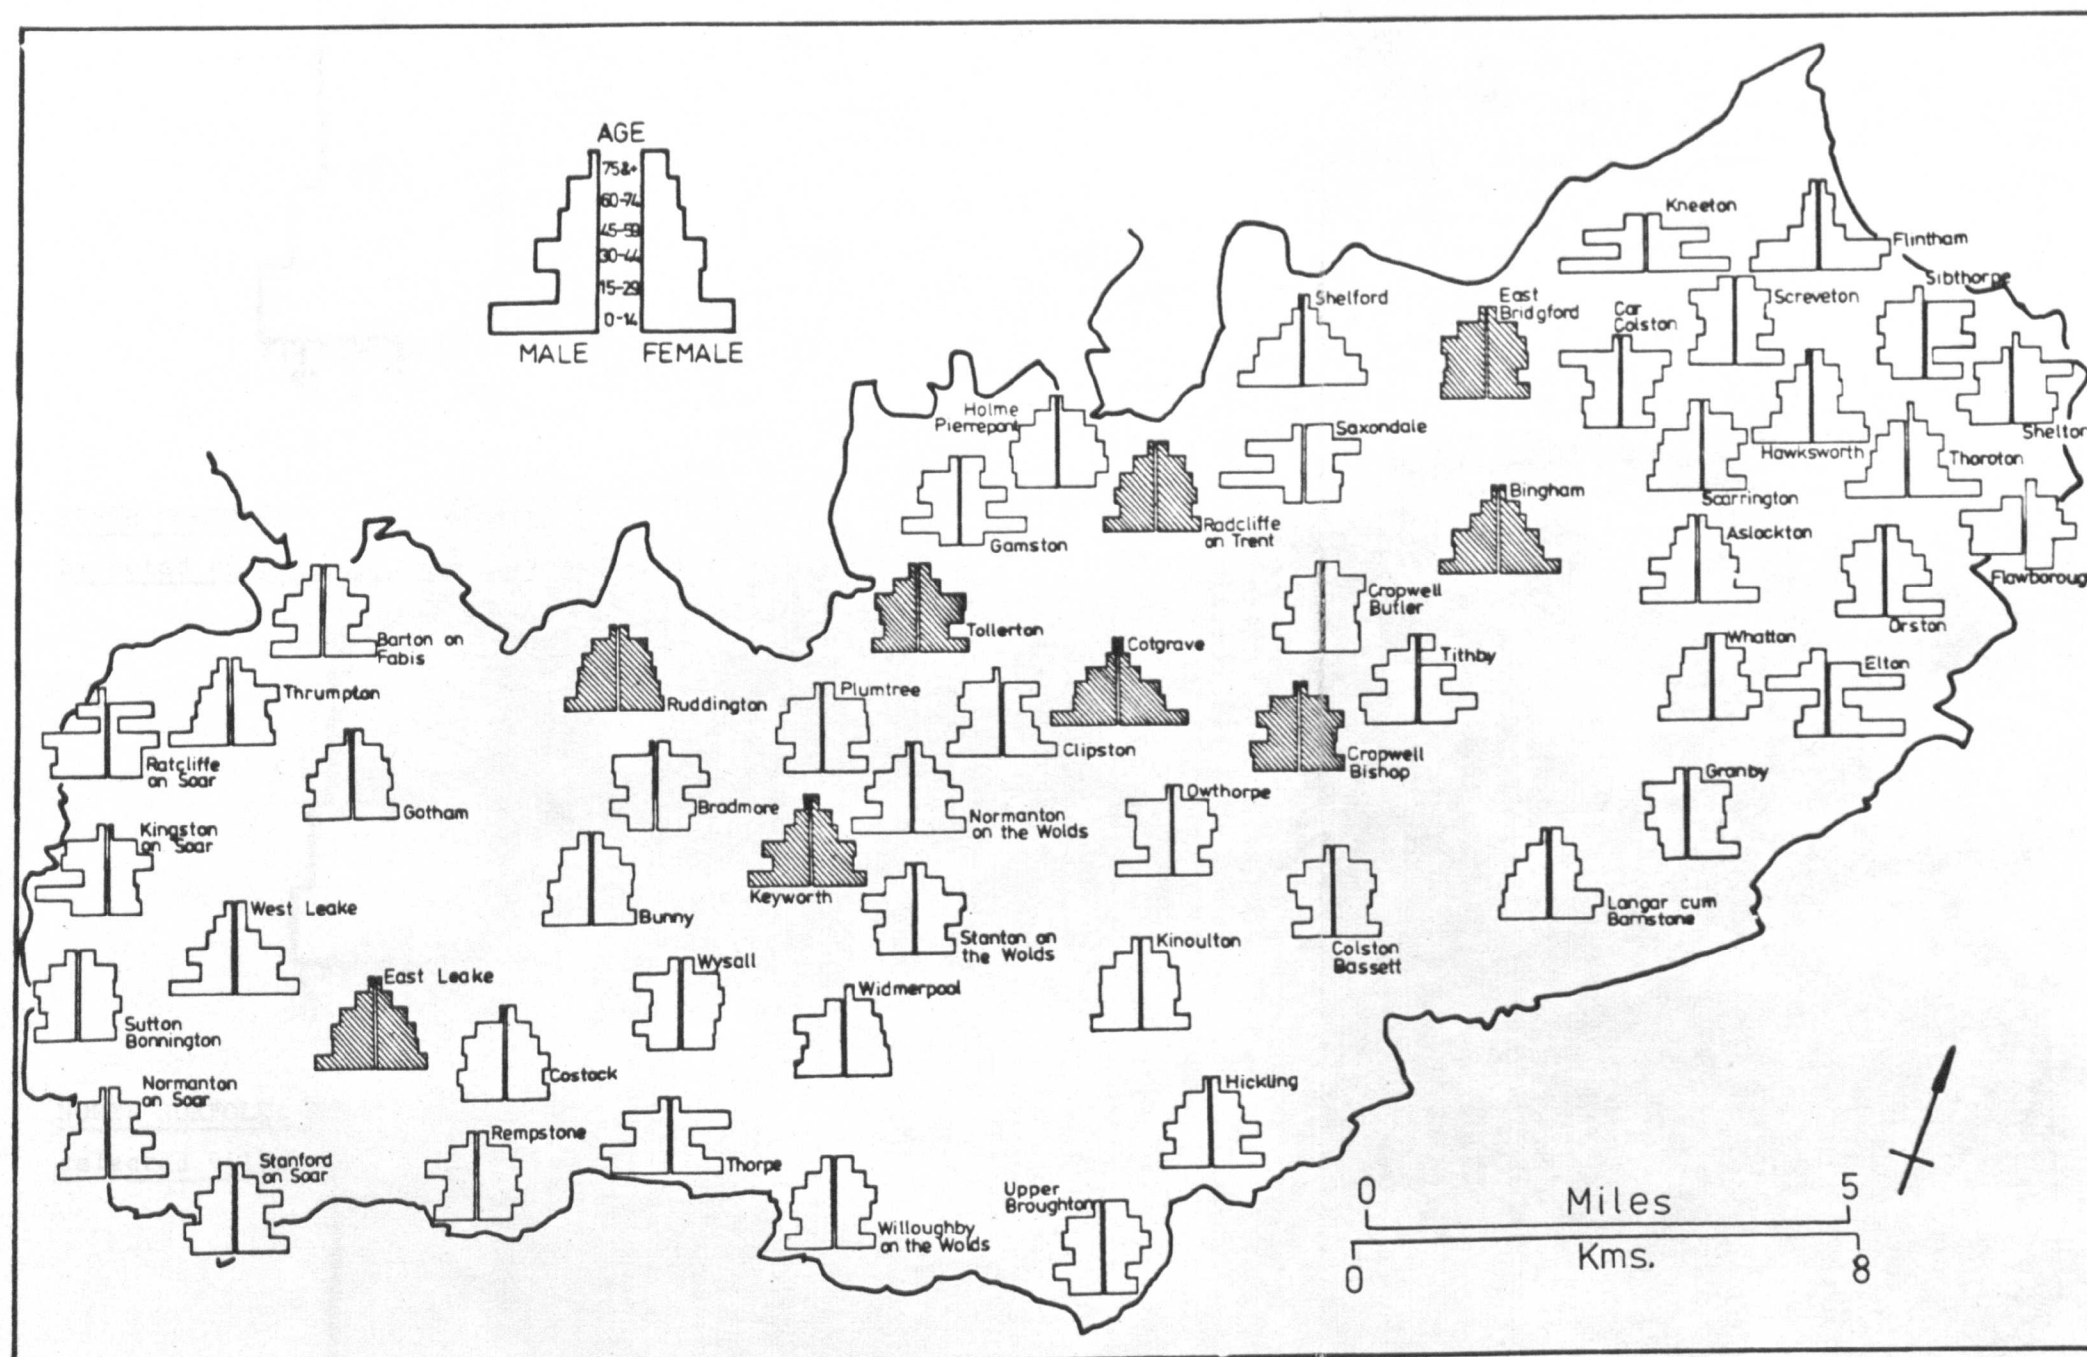 AGE
75&+
60-74
45-59
30-44
15-29
0-14
MALE FEMALE
Kneeton
Flintham
Sibthorpe
Screveton
Car
Colston
East
Bridgford
Shelford
Shelton
Hawksworth
Thoroton
Scarrington
Saxondale
Holme
Pierrepont
Radcliffe
on Trent
Gamston
Bingham
Aslockton
Orston
Flawborough
Cropwell
Butler
Tollerton
Cotgrave
Tithby
Whatton
Elton
Barton on
Fabis
Thrumpton
Ruddington
Plumtree
Clipston
Cropwell
Bishop
Ratcliffe
on Soar
Gotham
Bradmore
Normanton
on the Wolds
Owthorpe
Granby
Kingston
on Soar
Keyworth
Bunny
Stanton on
the Wolds
Colston
Bassett
Langar cum
Barnstone
West Leake
Kinoulton
East Leake
Wysall
Widmerpool
Sutton
Bonnington
Costock
Normanton
on Soar
Hickling
Rempstone
Thorpe
Stanford
on Soar
Willoughby
on the Wolds
Upper
Broughton
0 Miles 5
Kms.
0 8